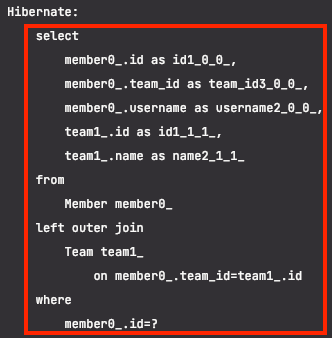 Hibernate:
select
member0_.id as id1_0_0_,
member0_.team_id as team_id3_0_0_,
member0_.username as username2_0_0_,
team1_.id as id1_1_1_,
team1_.name as name2_1_1_
from
Member member0_
left outer join
Team team1_
on member0_.team_id=team1_.id
where
member0_.id=?